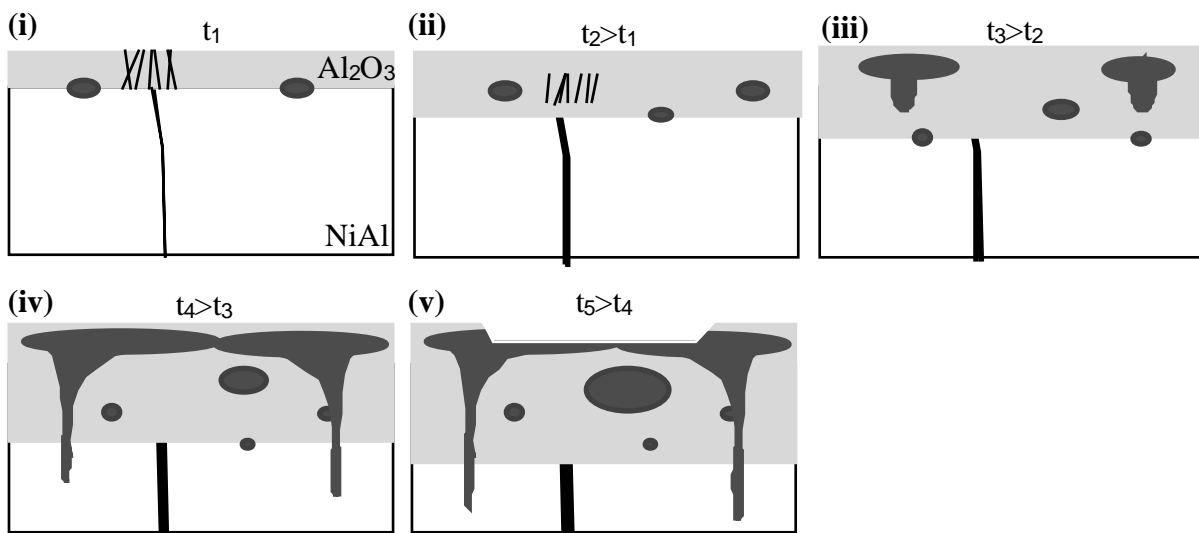 (i)
t₁
Al₂O₃
NiAl
(ii)
t₂>t₁
(iii)
t₃>t₂
(iv)
t₄>t₃
(v)
t₅>t₄